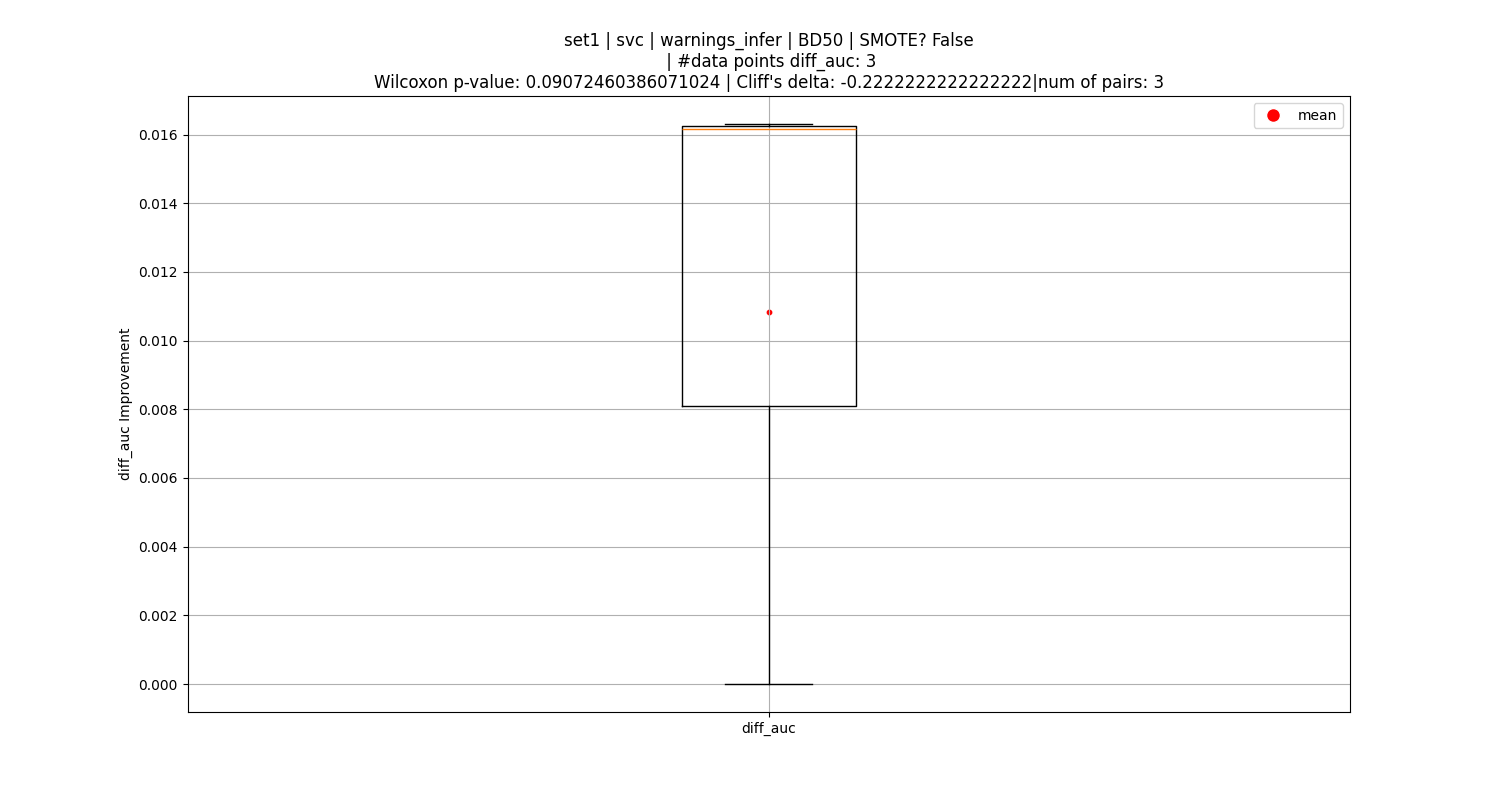 set1 | svc | warnings_infer | BD50 | SMOTE? False
| #data points diff_auc: 3
Wilcoxon p-value: 0.09072460386071024 | Cliff's delta: -0.2222222222222222|num of pairs: 3
mean
0.016
0.014
0.012
0.010
0.008
0.006
0.004
0.002
0.000
diff_auc Improvement
diff_auc